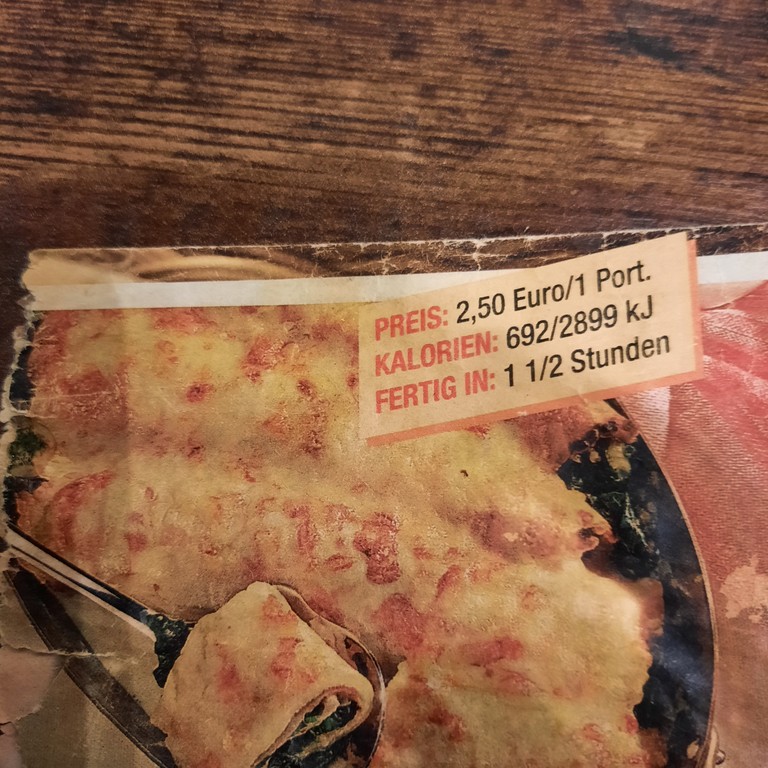 PREIS: 2,50 Euro/1 Port.
KALORIEN: 692/2899 kJ
FERTIG IN: 1 1/2 Stunden